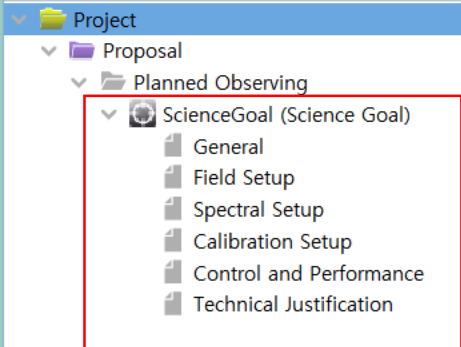 Project
Proposal
Planned Observing
ScienceGoal (Science Goal)
General
Field Setup
Spectral Setup
Calibration Setup
Control and Performance
Technical Justification